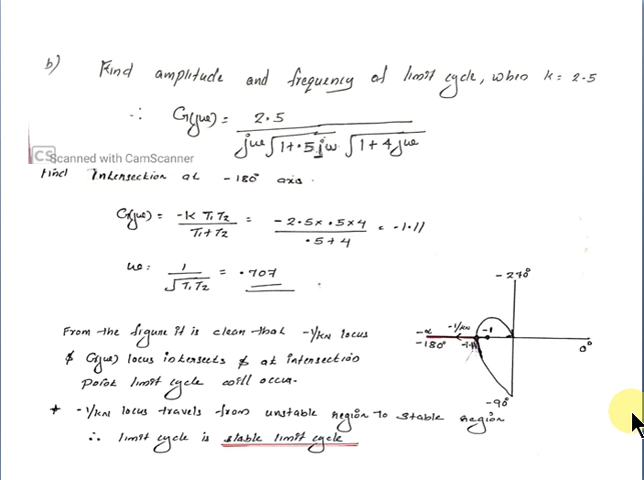 b) Find amplitude and frequency of limit cycle, when k = 2.5
∴ G(jω) = 2.5 / jω√1+.5jω √1+4jω
CS Scanned with CamScanner
Find Intersection at -180° axis.
G(jω) = -K T1T2 / T1+T2 = -2.5×.5×4 / .5+4 = -1.11
ω: 1 / √T1T2 = .707
From the figure it is clear that -1/KN locus
& G(jω) locus intersects & at intersection
point limit cycle will occur.
+ -1/KN locus travels from unstable region to stable region
∴ limit cycle is stable limit cycle
-270°
-α -1/KN -1
-180° -1.11 0°
-90°